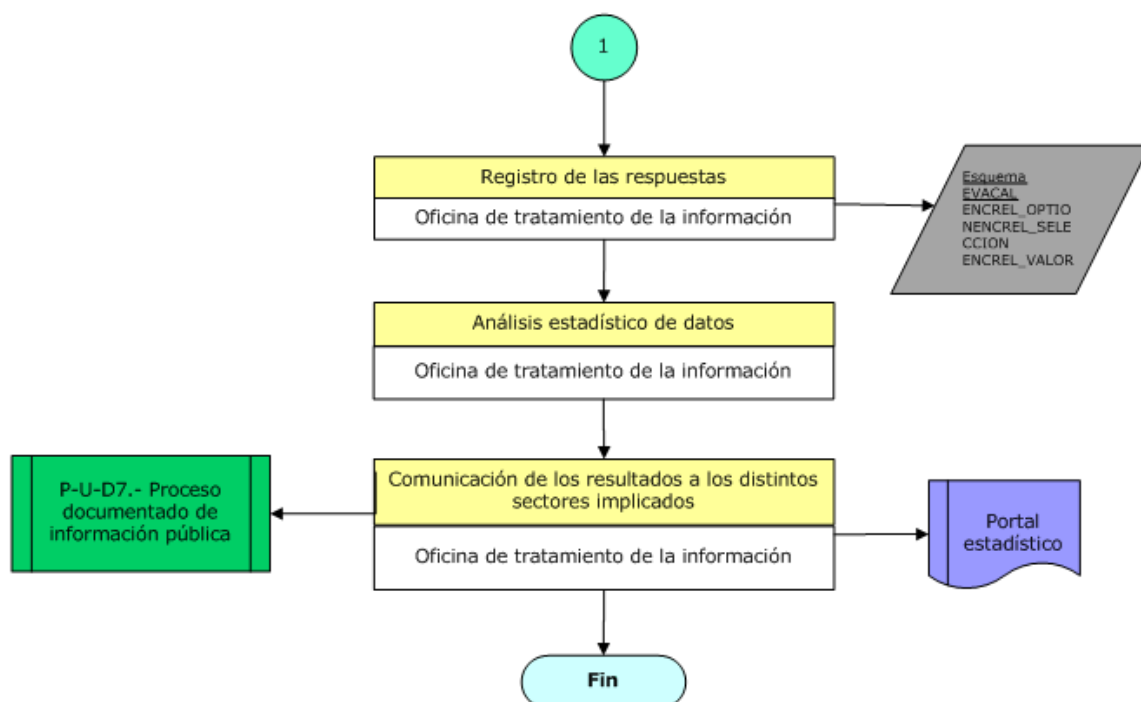 1
Registro de las respuestas
Oficina de tratamiento de la información
Esquema
EVACAL
ENCREL_OPTIO
NENCREL_SELE
CCION
ENCREL_VALOR
Análisis estadístico de datos
Oficina de tratamiento de la información
P-U-D7.- Proceso
documentado de
información pública
Comunicación de los resultados a los distintos
sectores implicados
Oficina de tratamiento de la información
Portal
estadístico
Fin